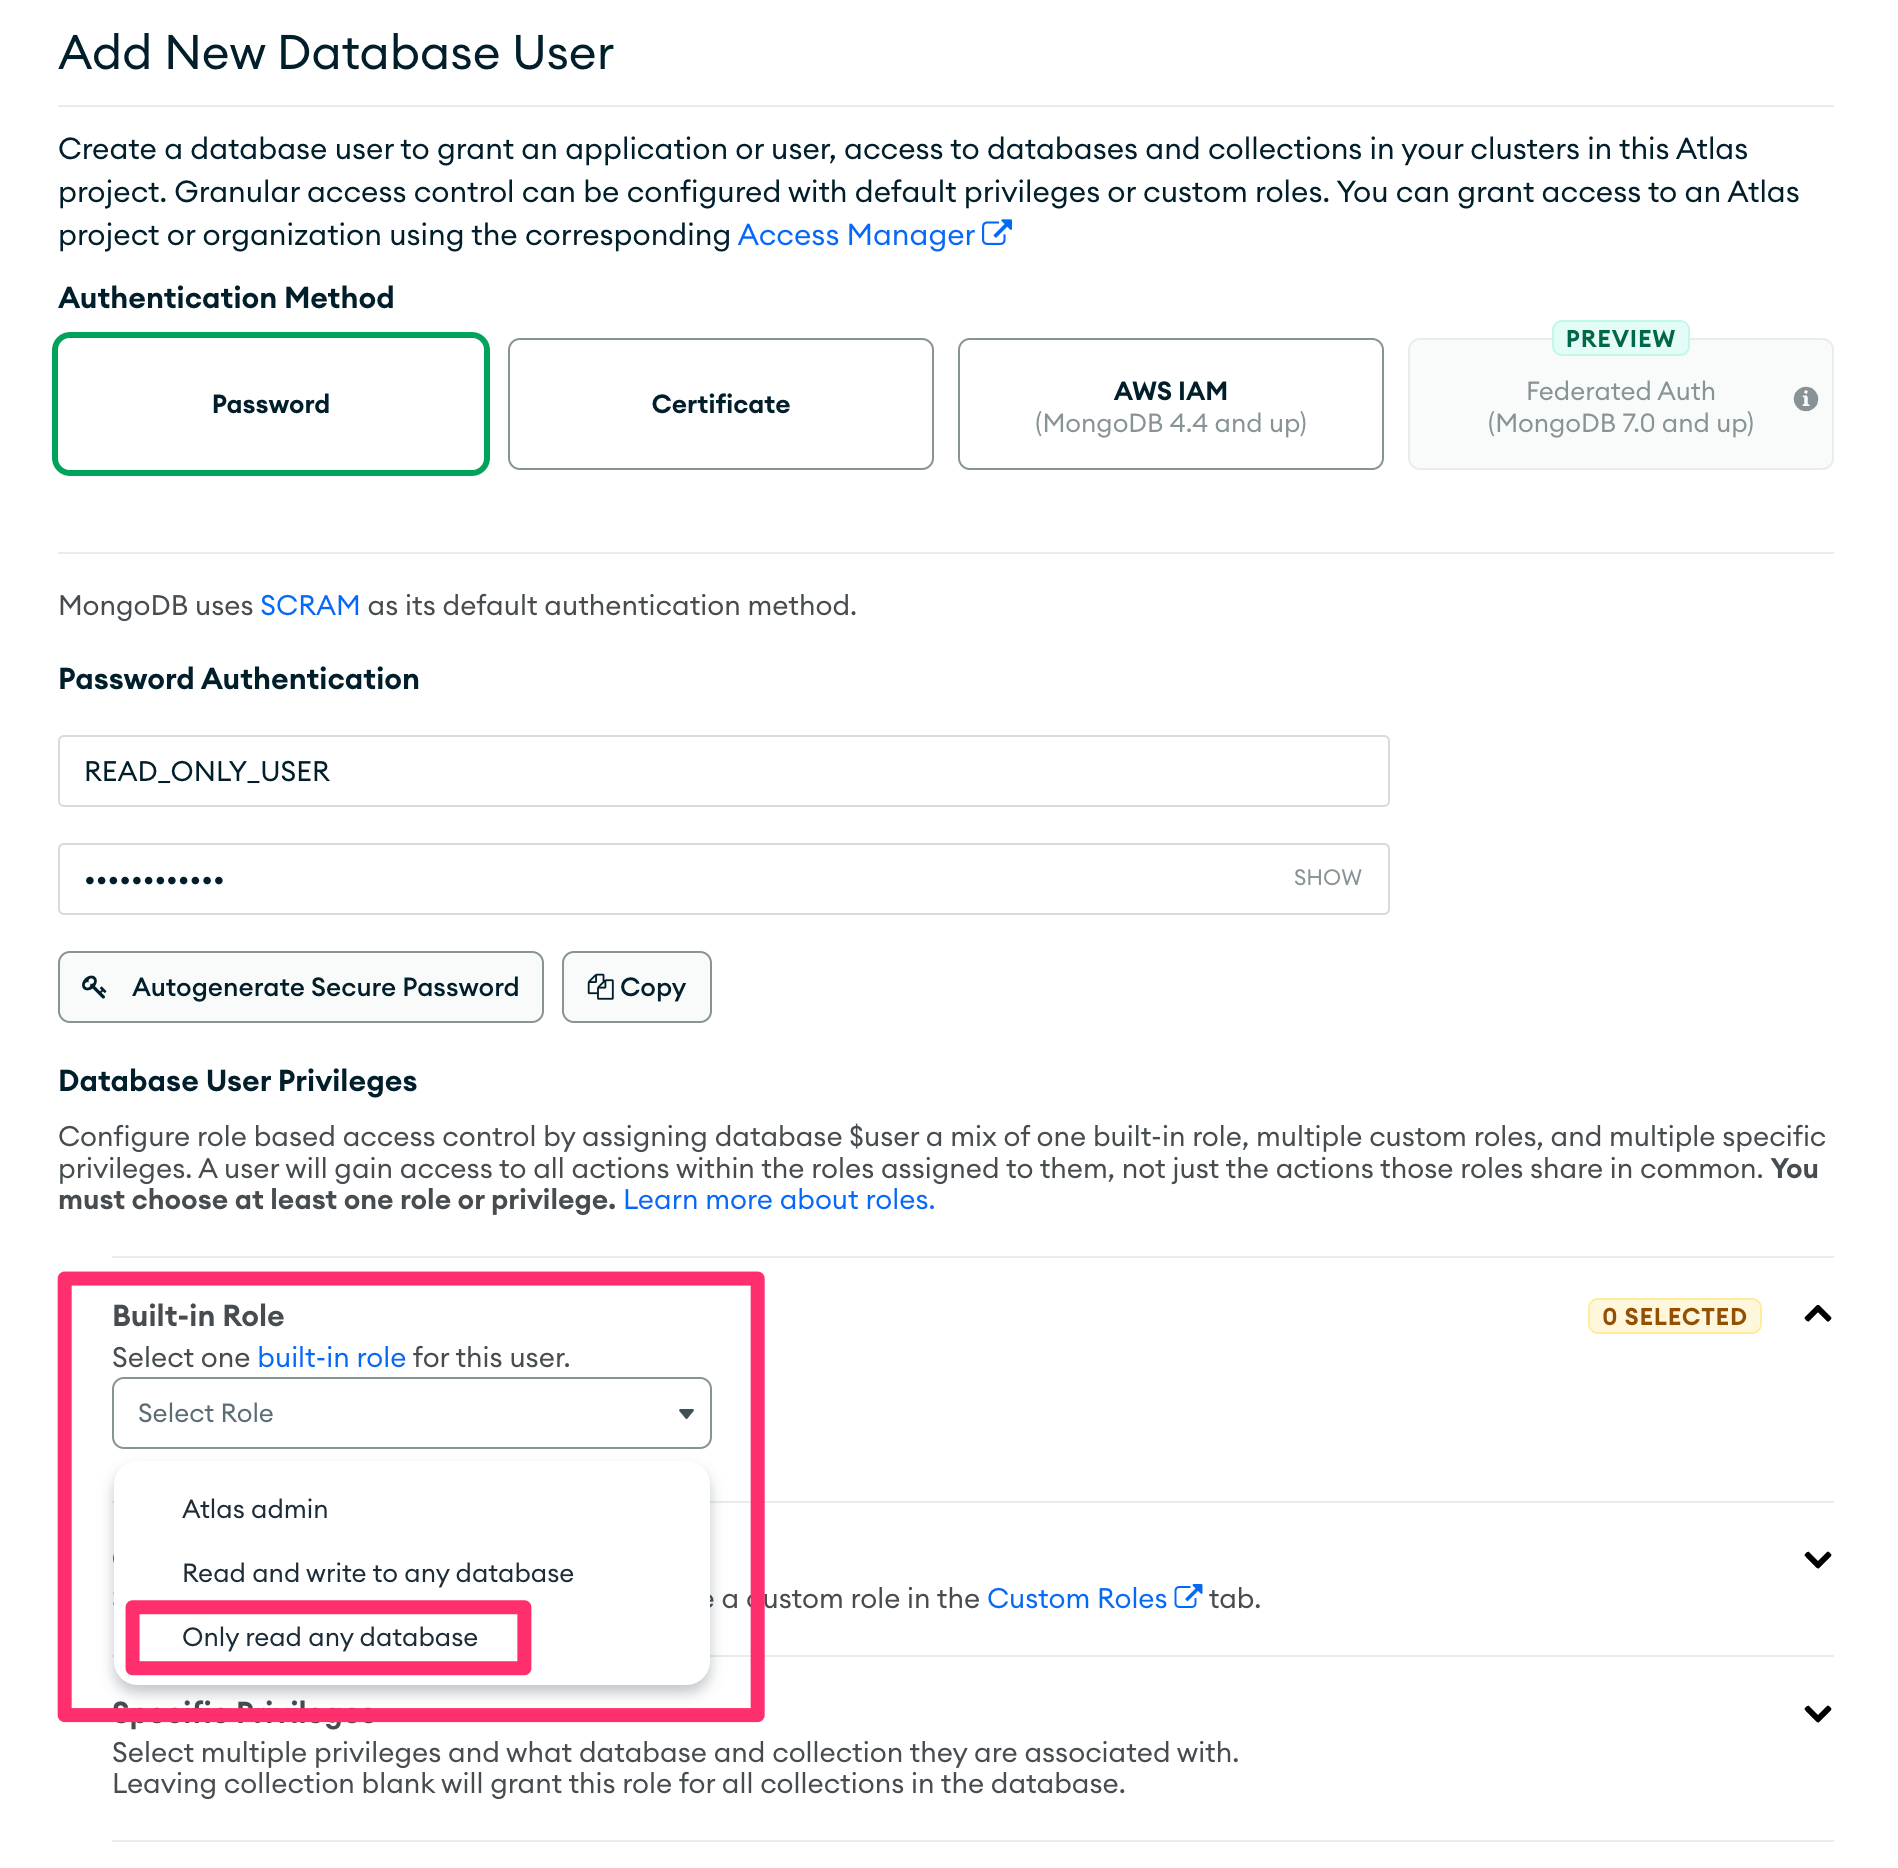 Add New Database User
Create a database user to grant an application or user, access to databases and collections in your clusters in this Atlas
project. Granular access control can be configured with default privileges or custom roles. You can grant access to an Atlas
project or organization using the corresponding Access Manager
Authentication Method
Password
Certificate
AWS IAM
(MongoDB 4.4 and up)
PREVIEW
Federated Auth
(MongoDB 7.0 and up)
MongoDB uses SCRAM as its default authentication method.
Password Authentication
READ_ONLY_USER
••••••••••••
SHOW
Autogenerate Secure Password
Copy
Database User Privileges
Configure role based access control by assigning database $user a mix of one built-in role, multiple custom roles, and multiple specific
privileges. A user will gain access to all actions within the roles assigned to them, not just the actions those roles share in common. You
must choose at least one role or privilege. Learn more about roles.
Built-in Role
0 SELECTED
Select one built-in role for this user.
Select Role
Atlas admin
Read and write to any database
a custom role in the Custom Roles tab.
Only read any database
Specific Privileges
Select multiple privileges and what database and collection they are associated with.
Leaving collection blank will grant this role for all collections in the database.